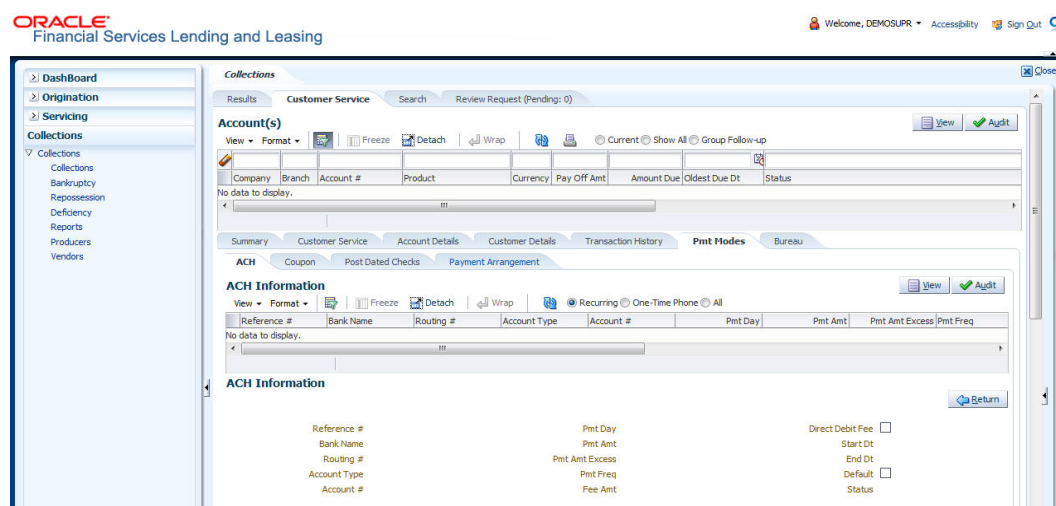 ORACLE®
Financial Services Lending and Leasing
Welcome, DEMOSUPR Accessibility Sign Out
DashBoard
Origination
Servicing
Collections
Collections
Collections
Bankruptcy
Repossession
Deficiency
Reports
Producers
Vendors
Collections
Close
Results Customer Service Search Review Request (Pending: 0)
Account(s)
View Audit
View Format Freeze Detach Wrap Current Show All Group Follow-up
Company Branch Account # Product Currency Pay Off Amt Amount Due Oldest Due Dt Status
No data to display.
Summary Customer Service Account Details Customer Details Transaction History Pmt Modes Bureau
ACH Coupon Post Dated Checks Payment Arrangement
ACH Information
View Audit
View Format Freeze Detach Wrap Recurring One-Time Phone All
Reference # Bank Name Routing # Account Type Account # Pmt Day Pmt Amt Pmt Amt Excess Pmt Freq
No data to display.
ACH Information
Return
Reference # Pmt Day Direct Debit Fee
Bank Name Pmt Amt Start Dt
Routing # Pmt Amt Excess End Dt
Account Type Pmt Freq Default
Account # Fee Amt Status